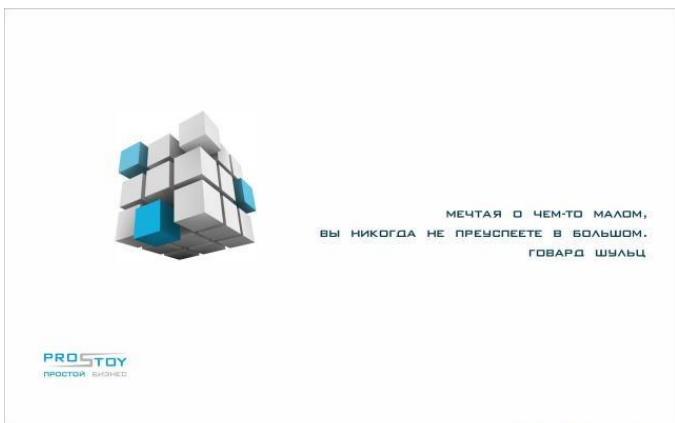 МЕЧТАЯ О ЧЕМ-ТО МАЛОМ,
ВЫ НИКОГДА НЕ ПРЕУСПЕЕТЕ В БОЛЬШОМ.
ГОВАРД ШУЛЬЦ
PROSTOY
ПРОСТОЙ БИЗНЕС